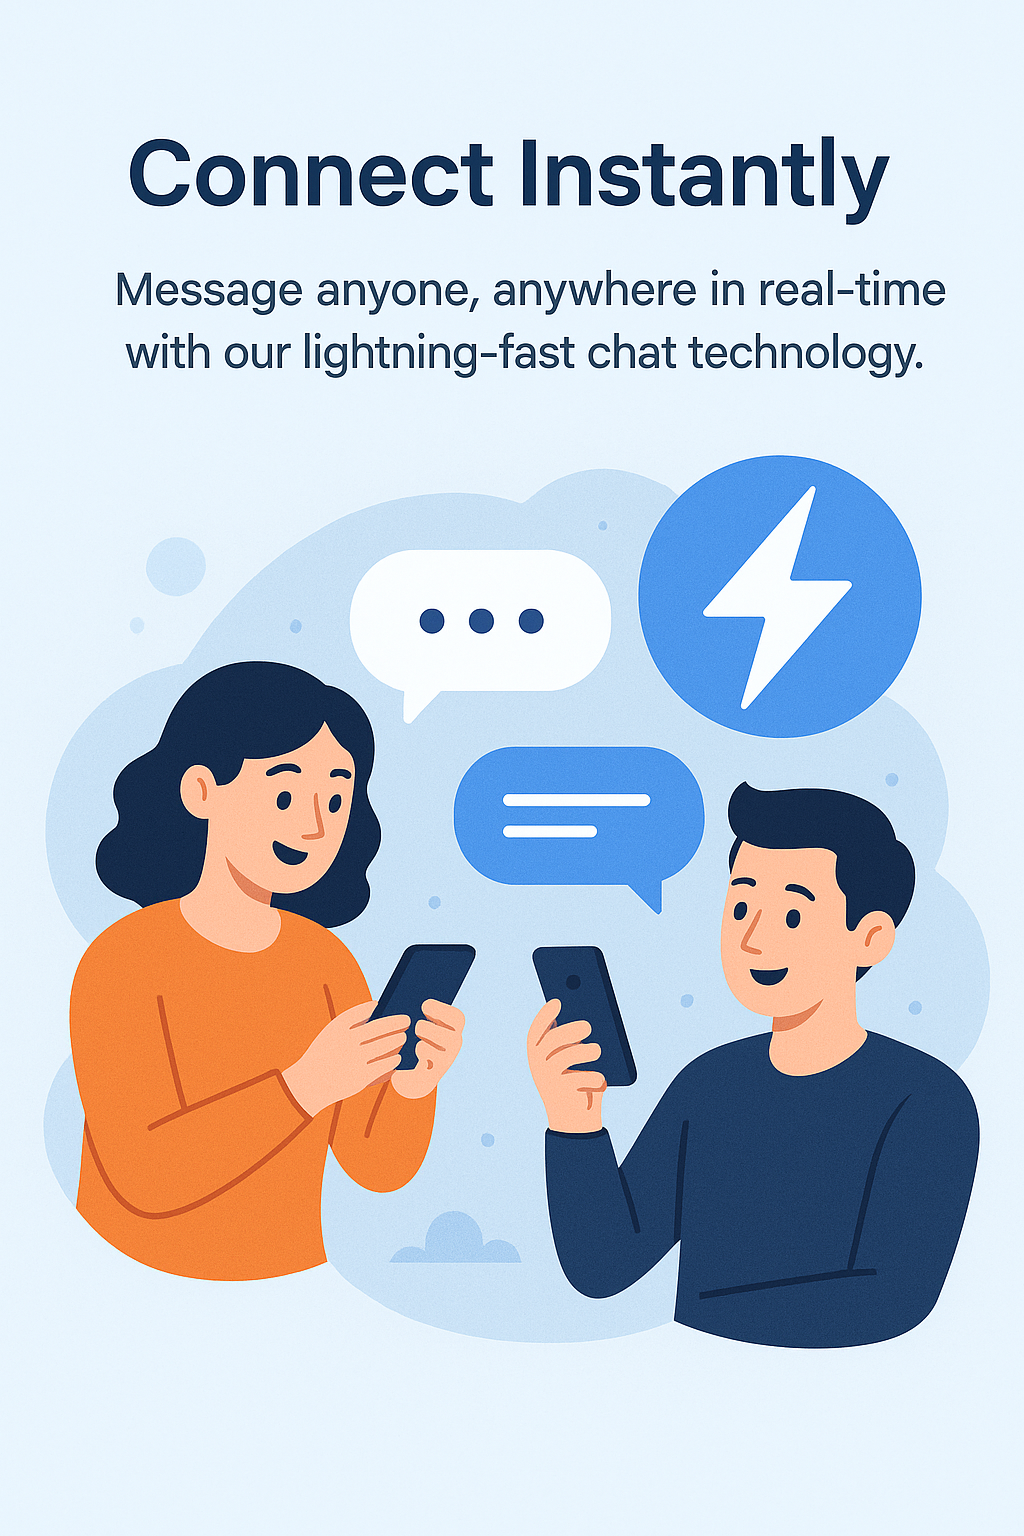 Connect Instantly
Message anyone, anywhere in real-time
with our lightning-fast chat technology.